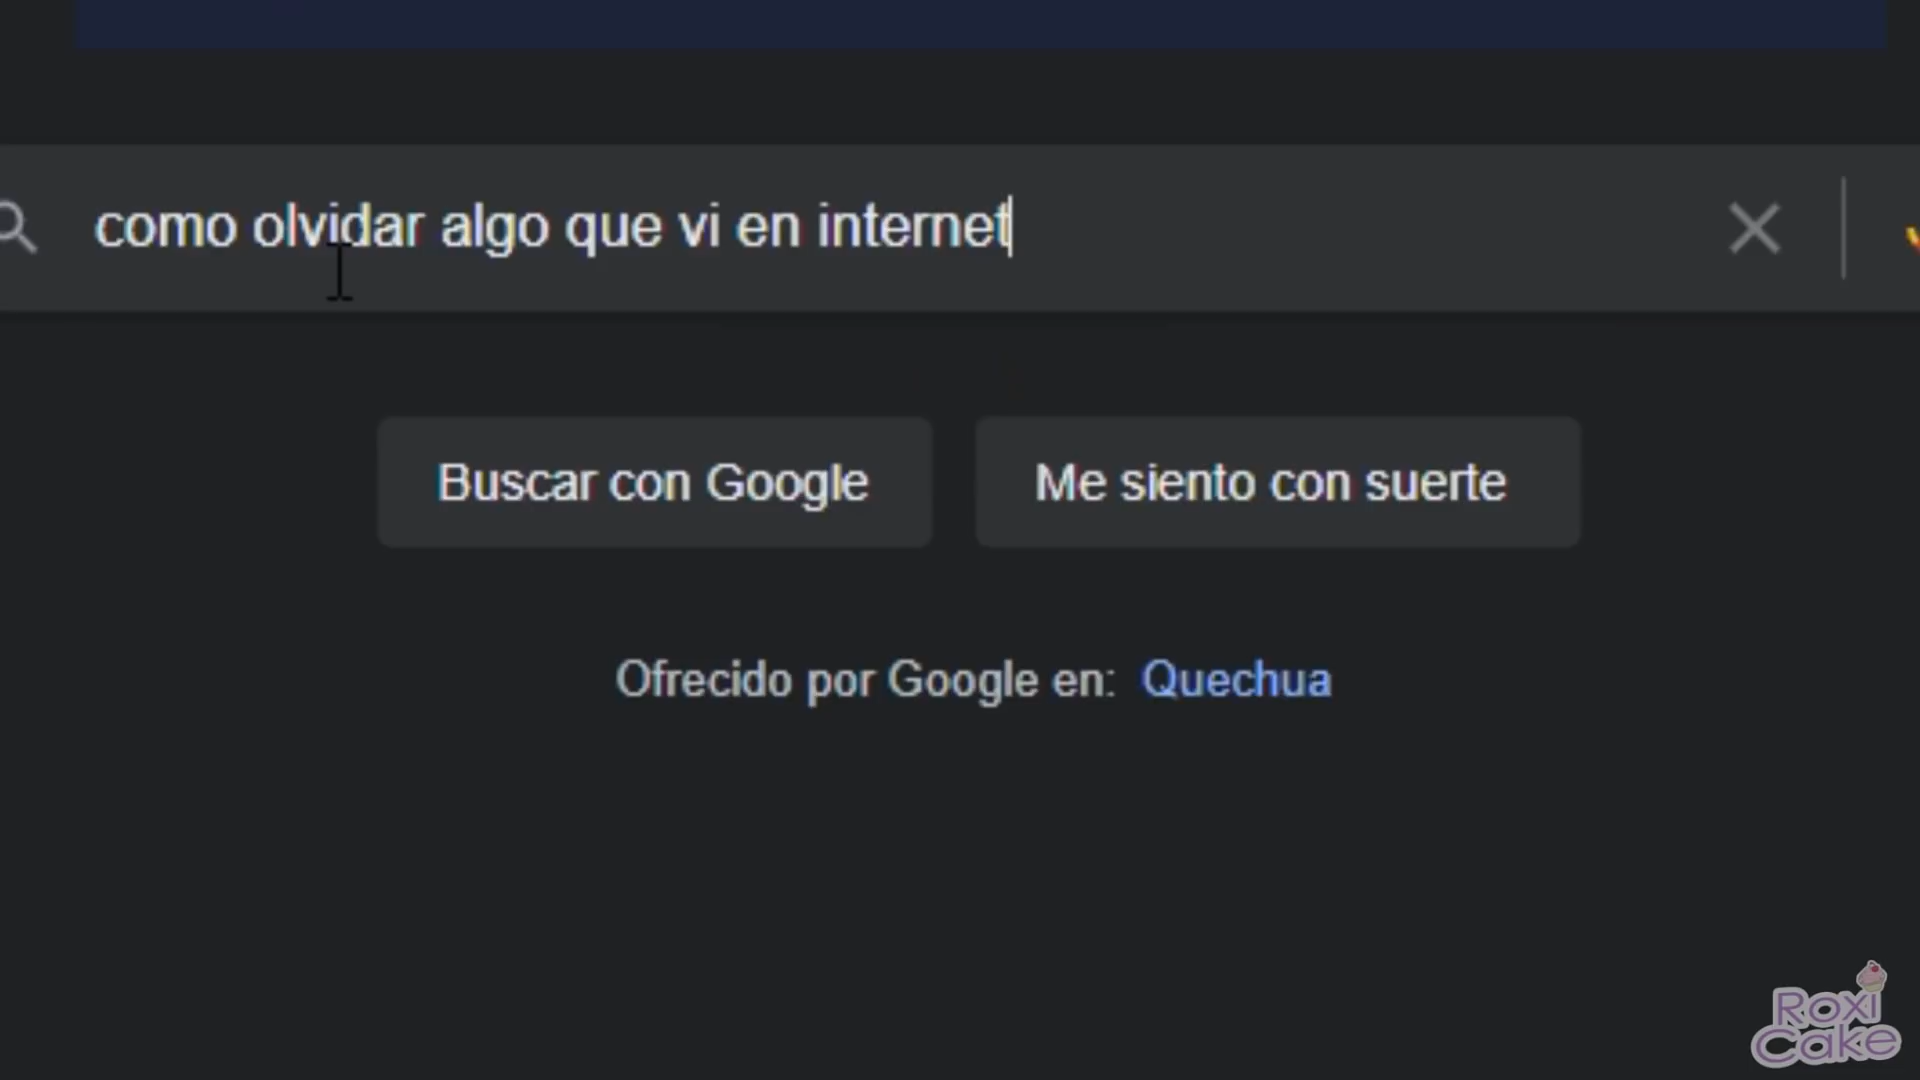 como olvidar algo que vi en internet
Buscar con Google
Me siento con suerte
Ofrecido por Google en: Quechua
Roxi
Cake